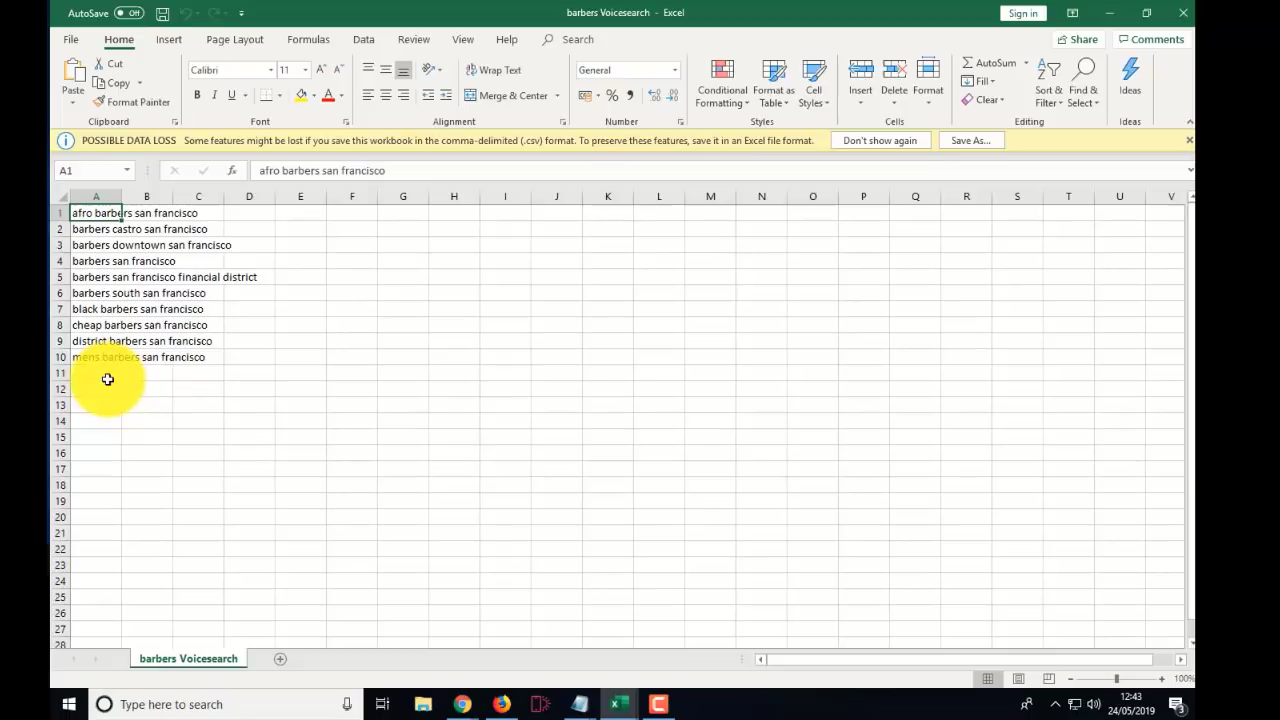 AutoSave Off
barbers Voicesearch - Excel
Sign in
File Home Insert Page Layout Formulas Data Review View Help Search
Share Comments
Paste
Cut
Copy
Format Painter
Clipboard
Calibri 11
B I U
Font
Wrap Text
Merge & Center
Alignment
General
Number
Conditional Formatting
Format as Table
Cell Styles
Styles
Insert Delete Format
Cells
AutoSum
Fill
Clear
Sort & Filter
Find & Select
Editing
Ideas
Ideas
POSSIBLE DATA LOSS Some features might be lost if you save this workbook in the comma-delimited (.csv) format. To preserve these features, save it in an Excel file format. Don't show again Save As...
A1 fx afro barbers san francisco
A B C D E F G H I J K L M N O P Q R S T U V
1 afro barbers san francisco
2 barbers castro san francisco
3 barbers downtown san francisco
4 barbers san francisco
5 barbers san francisco financial district
6 barbers south san francisco
7 black barbers san francisco
8 cheap barbers san francisco
9 district barbers san francisco
10 mens barbers san francisco
11
12
13
14
15
16
17
18
19
20
21
22
23
24
25
26
27
28
barbers Voicesearch
100%
Type here to search
12:43
24/05/2019
3